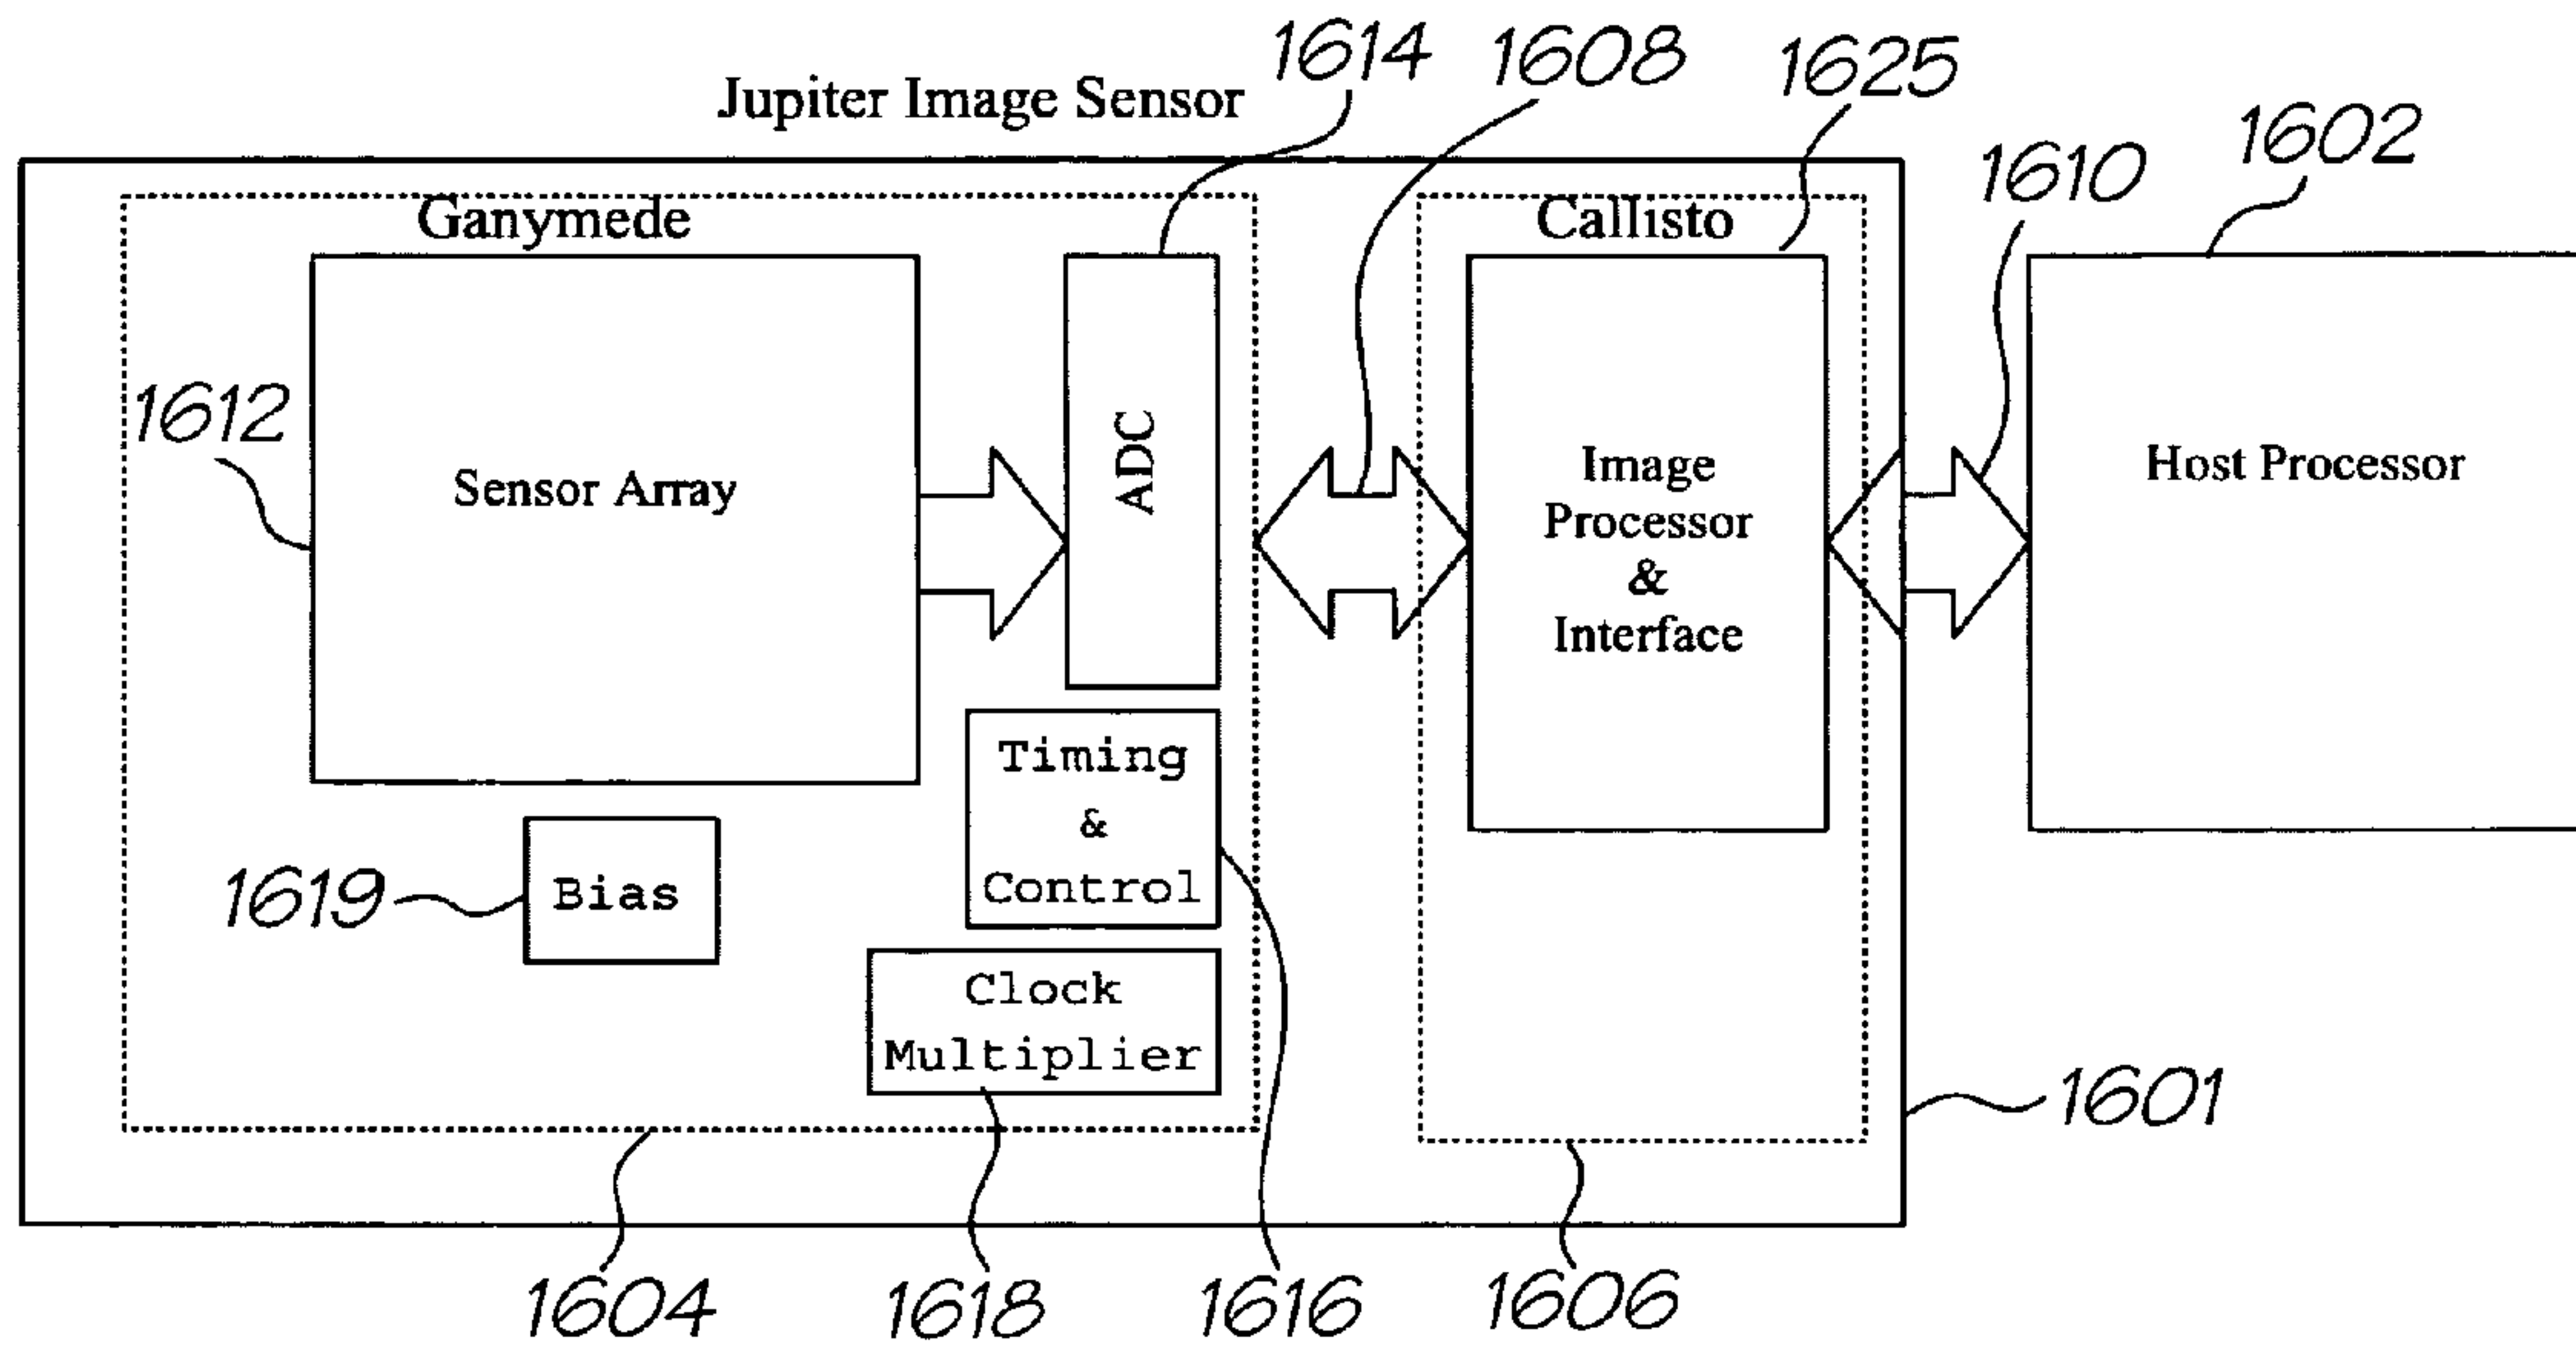 1614
1608
1625
Jupiter Image Sensor
1602
1610
Ganymede
Callisto
1612
Sensor Array
ADC
Image
Processor
&
Interface
Host Processor
Timing
&
Control
1619
Bias
Clock
Multiplier
1601
1604
1618
1616
1606